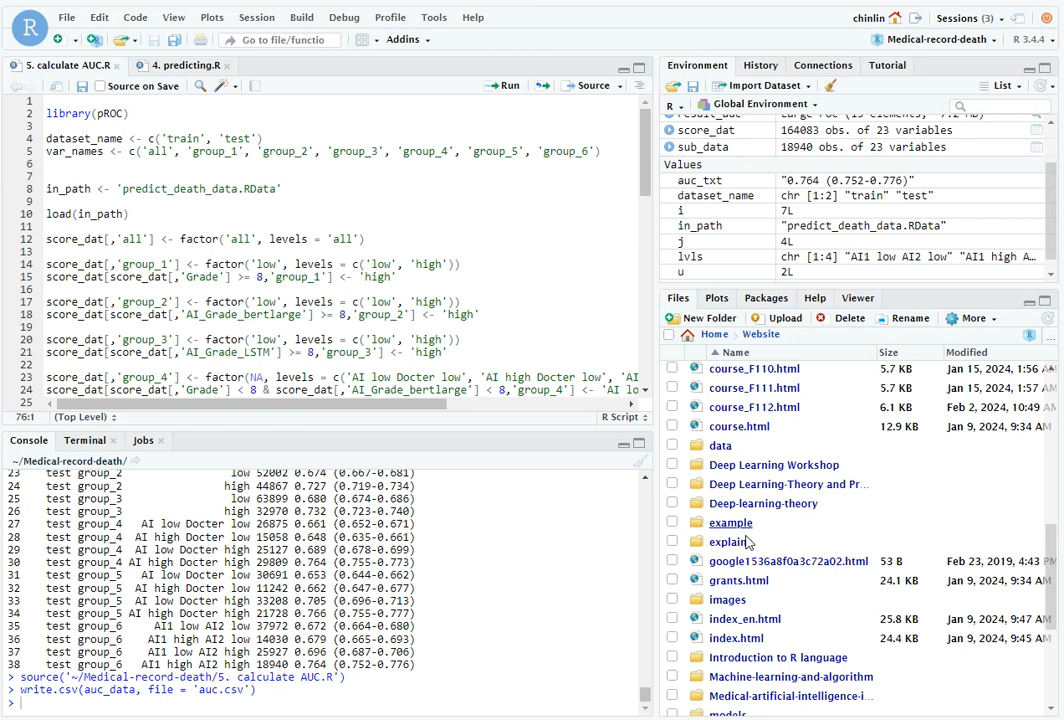 File Edit Code View Plots Session Build Debug Profile Tools Help
chinlin Sessions (3)
Go to file/functio Addins
Medical-record-death R 3.4.4
5. calculate AUC.R 4. predicting.R
Source on Save Run Source
1
2 library(pROC)
3
4 dataset_name <- c('train', 'test')
5 var_names <- c('all', 'group_1', 'group_2', 'group_3', 'group_4', 'group_5', 'group_6')
6
7
8 in_path <- 'predict_death_data.RData'
9
10 load(in_path)
11
12 score_dat[,'all'] <- factor('all', levels = 'all')
13
14 score_dat[,'group_1'] <- factor('low', levels = c('low', 'high'))
15 score_dat[score_dat[,'Grade'] >= 8,'group_1'] <- 'high'
16
17 score_dat[,'group_2'] <- factor('low', levels = c('low', 'high'))
18 score_dat[score_dat[,'AI_Grade_bertlarge'] >= 8,'group_2'] <- 'high'
19
20 score_dat[,'group_3'] <- factor('low', levels = c('low', 'high'))
21 score_dat[score_dat[,'AI_Grade_LSTM'] >= 8,'group_3'] <- 'high'
22
23 score_dat[,'group_4'] <- factor(NA, levels = c('AI low Docter low', 'AI high Docter low',
24 score_dat[score_dat[,'Grade'] < 8 & score_dat[,'AI_Grade_bertlarge'] < 8,'group_4'] <- 'AI lo
25
76:1 (Top Level) R Script
Console Terminal Jobs
~/Medical-record-death/
23 test group_2 low 52002 0.674 (0.667-0.681)
24 test group_2 high 44867 0.727 (0.719-0.734)
25 test group_3 low 63899 0.680 (0.674-0.686)
26 test group_3 high 32970 0.732 (0.723-0.740)
27 test group_4 AI low Docter low 26875 0.661 (0.652-0.671)
28 test group_4 AI high Docter low 15058 0.648 (0.635-0.661)
29 test group_4 AI low Docter high 25127 0.689 (0.678-0.699)
30 test group_4 AI high Docter high 29809 0.764 (0.755-0.773)
31 test group_5 AI low Docter low 30691 0.653 (0.644-0.662)
32 test group_5 AI high Docter low 11242 0.662 (0.647-0.677)
33 test group_5 AI low Docter high 33208 0.705 (0.696-0.713)
34 test group_5 AI high Docter high 21728 0.766 (0.755-0.777)
35 test group_6 AI1 low AI2 low 37972 0.672 (0.664-0.680)
36 test group_6 AI1 high AI2 low 14030 0.679 (0.665-0.693)
37 test group_6 AI1 low AI2 high 25927 0.696 (0.687-0.706)
38 test group_6 AI1 high AI2 high 18940 0.764 (0.752-0.776)
> source('~/Medical-record-death/5. calculate AUC.R')
> write.csv(auc_data, file = 'auc.csv')
>
Environment History Connections Tutorial
Import Dataset List
R Global Environment
score_dat 164083 obs. of 23 variables
sub_data 18940 obs. of 23 variables
Values
auc_txt "0.764 (0.752-0.776)"
dataset_name chr [1:2] "train" "test"
i 7L
in_path "predict_death_data.RData"
j 4L
lvls chr [1:4] "AI1 low AI2 low" "AI1 high A…
u 2L
Files Plots Packages Help Viewer
New Folder Upload Delete Rename More
Home Website
Name Size Modified
course_F110.html 5.7 KB Jan 15, 2024, 1:56 AM
course_F111.html 5.7 KB Jan 15, 2024, 1:57 AM
course_F112.html 6.1 KB Feb 2, 2024, 10:49 AM
course.html 12.9 KB Jan 9, 2024, 9:34 AM
data
Deep Learning Workshop
Deep Learning-Theory and Pr...
Deep-learning-theory
example
explain
google1536a8f0a3c72a02.html 53 B Feb 23, 2019, 4:43 PM
grants.html 24.1 KB Jan 9, 2024, 9:34 AM
images
index_en.html 25.8 KB Jan 9, 2024, 9:47 AM
index.html 24.4 KB Jan 9, 2024, 9:45 AM
Introduction to R language
Machine-learning-and-algorithm
Medical-artificial-intelligence-i...
models